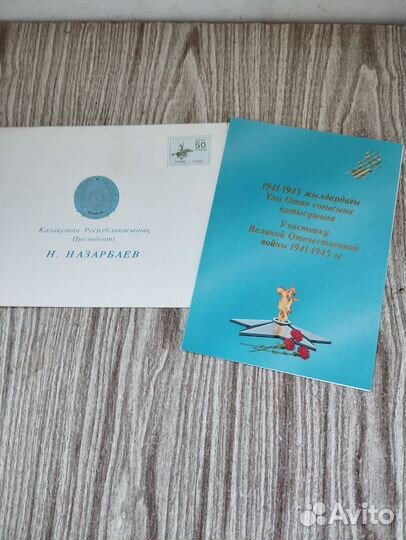 50
Қазақстан Республикасының
Президенті
Н. НАЗАРБАЕВ
1941-1945 жылдардағы
Ұлы Отан соғысына
қатысушыға
Участнику
Великой Отечественной
войны 1941-1945 гг
Avito